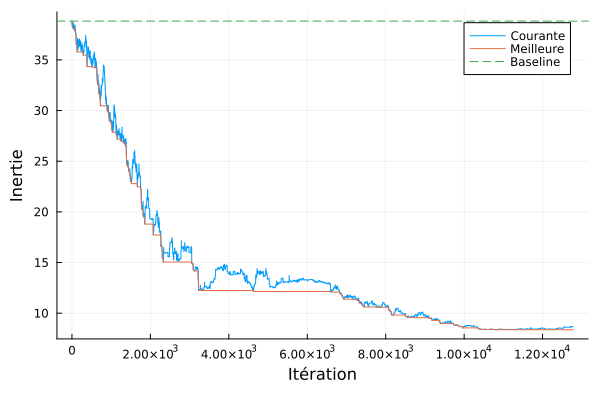 Courante
Meilleure
Baseline
Inertie
35
30
25
20
15
10
0
2.00×10³
4.00×10³
6.00×10³
8.00×10³
1.00×10⁴
1.20×10⁴
Itération